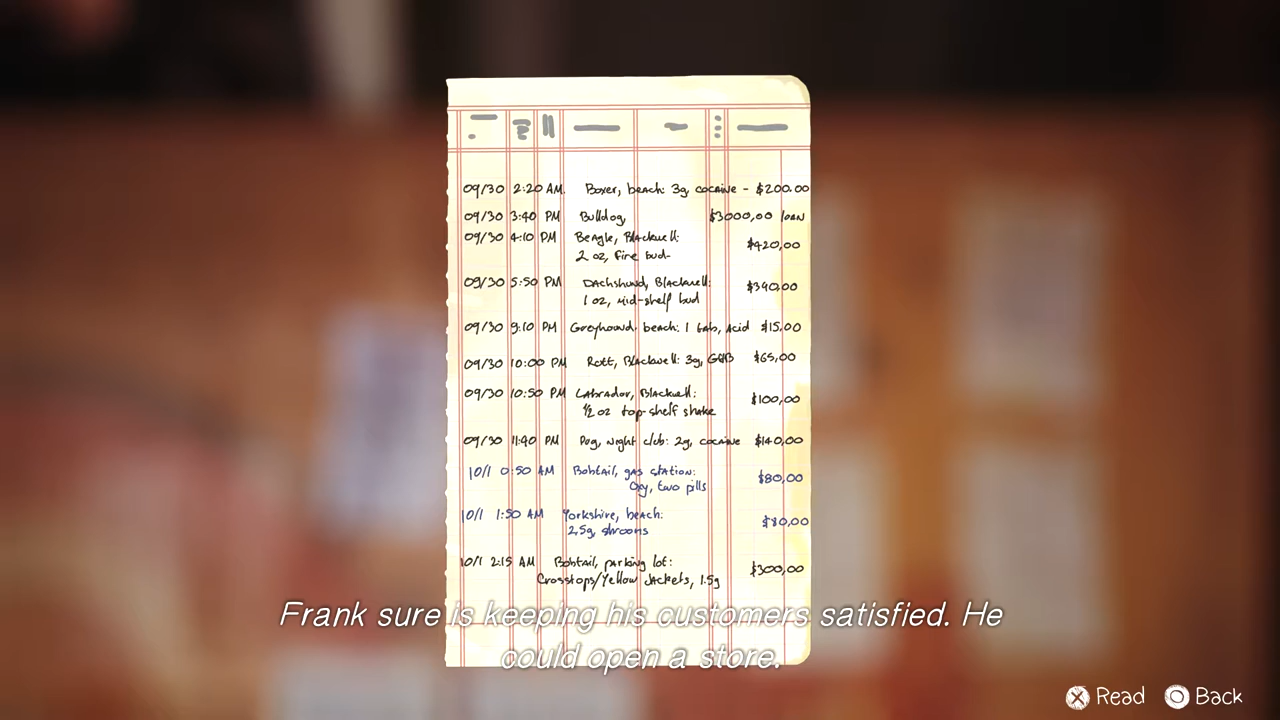 09/30 2:20 AM. Boxer, beach: 3g, cocaine - $200.00
09/30 3:40 PM Bulldog, $3000,00 loan
09/30 4:10 PM Beagle, Blackwell: $420,00
2 oz, fire bud-
09/30 5:50 PM Dachshund, Blackwell: $340,00
1 oz, mid-shelf bud
09/30 9:10 PM Greyhound, beach: 1 tab, Acid $15,00
09/30 10:00 PM Rott, Blackwell: 3g, GHB $65,00
09/30 10:50 PM Labrador, Blackwell: $100,00
1/2 oz top-shelf shake
09/30 11:40 PM Pug, night club: 2g, cocaine $140,00
10/1 0:50 AM Bobtail, gas station: $80,00
Oxy, two pills
10/1 1:50 AM Yorkshire, beach:
2,5g, shrooms
10/1 2:15 AM Bobtail, parking lot: $300,00
Crosstops/Yellow Jackets, 1.5g
Frank sure is keeping his customers satisfied. He
could open a store.
Read Back